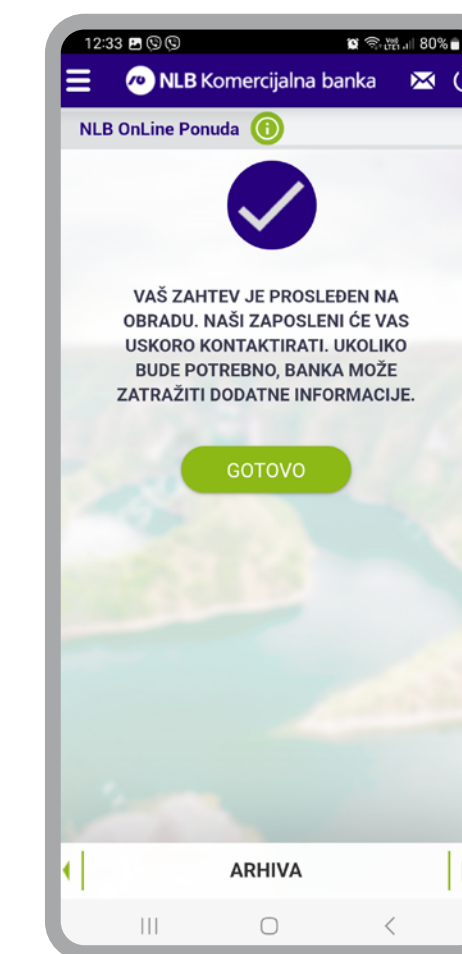 12:33 80%
NLB Komercijalna banka
NLB OnLine Ponuda
VAŠ ZAHTEV JE PROSLEĐEN NA
OBRADU. NAŠI ZAPOSLENI ĆE VAS
USKORO KONTAKTIRATI. UKOLIKO
BUDE POTREBNO, BANKA MOŽE
ZATRAŽITI DODATNE INFORMACIJE.
GOTOVO
ARHIVA